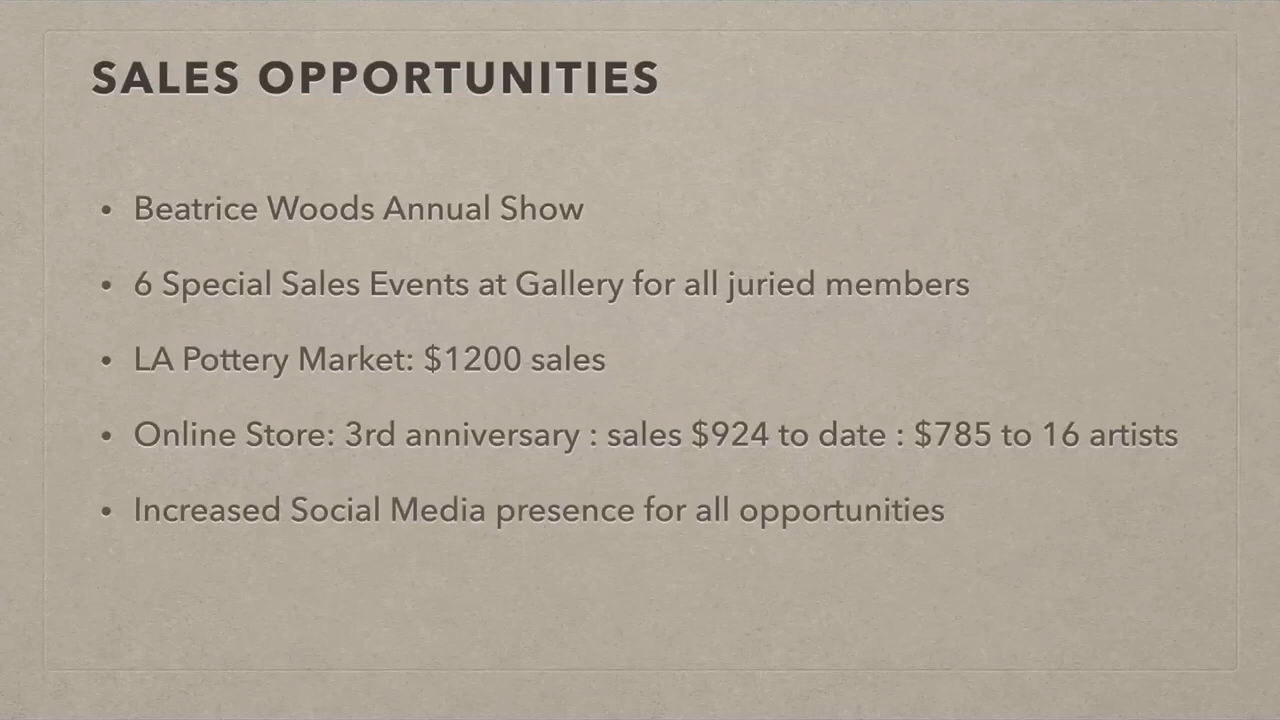 SALES OPPORTUNITIES
• Beatrice Woods Annual Show
• 6 Special Sales Events at Gallery for all juried members
• LA Pottery Market: $1200 sales
• Online Store: 3rd anniversary : sales $924 to date : $785 to 16 artists
• Increased Social Media presence for all opportunities